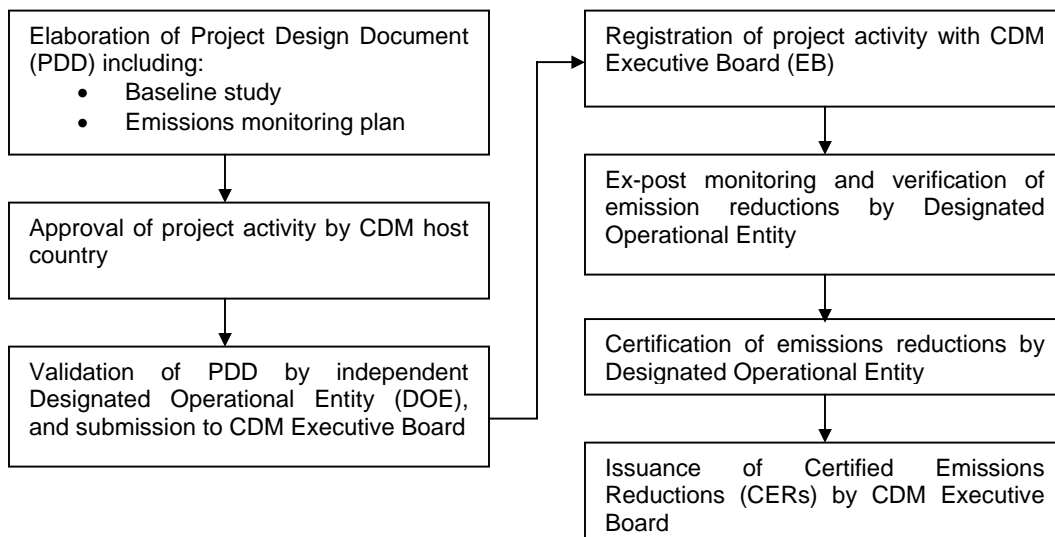 Elaboration of Project Design Document
(PDD) including:
• Baseline study
• Emissions monitoring plan
Approval of project activity by CDM host
country
Validation of PDD by independent
Designated Operational Entity (DOE),
and submission to CDM Executive Board
Registration of project activity with CDM
Executive Board (EB)
Ex-post monitoring and verification of
emission reductions by Designated
Operational Entity
Certification of emissions reductions by
Designated Operational Entity
Issuance of Certified Emissions
Reductions (CERs) by CDM Executive
Board